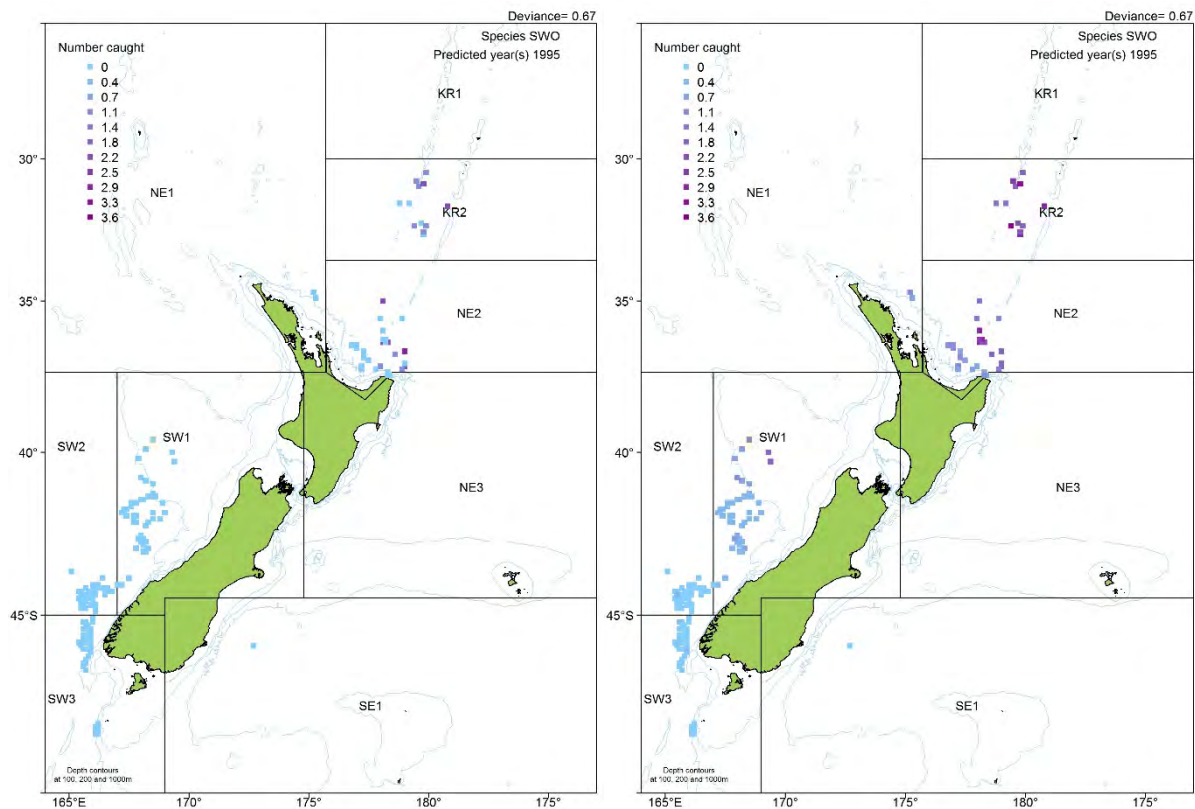 Deviance= 0.67
Species SWO
Predicted year(s) 1995
Number caught
0
0.4
0.7
1.1
1.4
1.8
2.2
2.5
2.9
3.3
3.6
KR1
30°
NE1
KR2
35°
NE2
SW2
SW1
40°
NE3
45°S
SW3
SE1
Depth contours
at 100, 200 and 1000m
165°E
170°
175°
180°
175°
Deviance= 0.67
Species SWO
Predicted year(s) 1995
Number caught
0
0.4
0.7
1.1
1.4
1.8
2.2
2.5
2.9
3.3
3.6
KR1
30°
NE1
KR2
35°
NE2
SW2
SW1
40°
NE3
45°S
SW3
SE1
Depth contours
at 100, 200 and 1000m
165°E
170°
175°
180°
175°